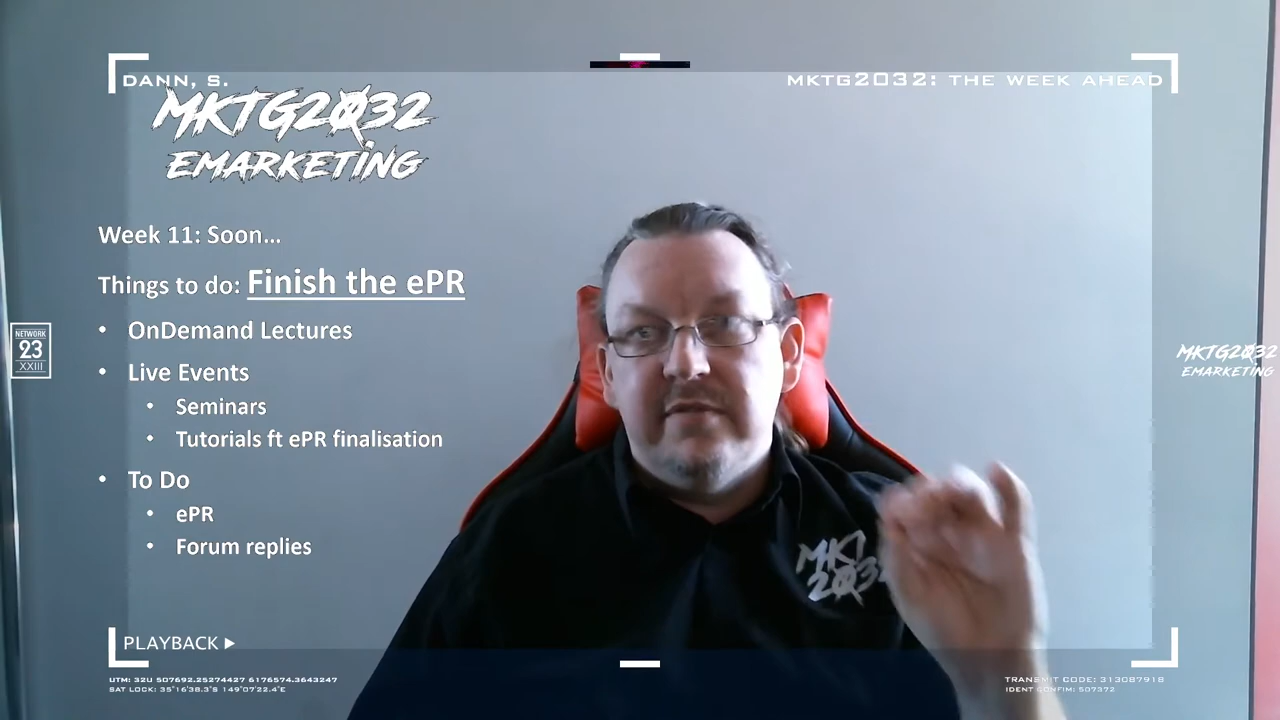 DANN, S.
MKTG2032: THE WEEK AHEAD
MKTG2032
EMARKETING
Week 11: Soon...
Things to do: Finish the ePR
• OnDemand Lectures
• Live Events
• Seminars
• Tutorials ft ePR finalisation
• To Do
• ePR
• Forum replies
NETWORK
23
XXIII
MKTG2032
EMARKETING
MKT
2032
PLAYBACK
UTM: 32U 507692.25274427 6176574.3643247
SAT LOCK: 35°16'38.3"S 149°07'22.4"E
TRANSMIT CODE: 313087918
IDENT CONFIM: 507372